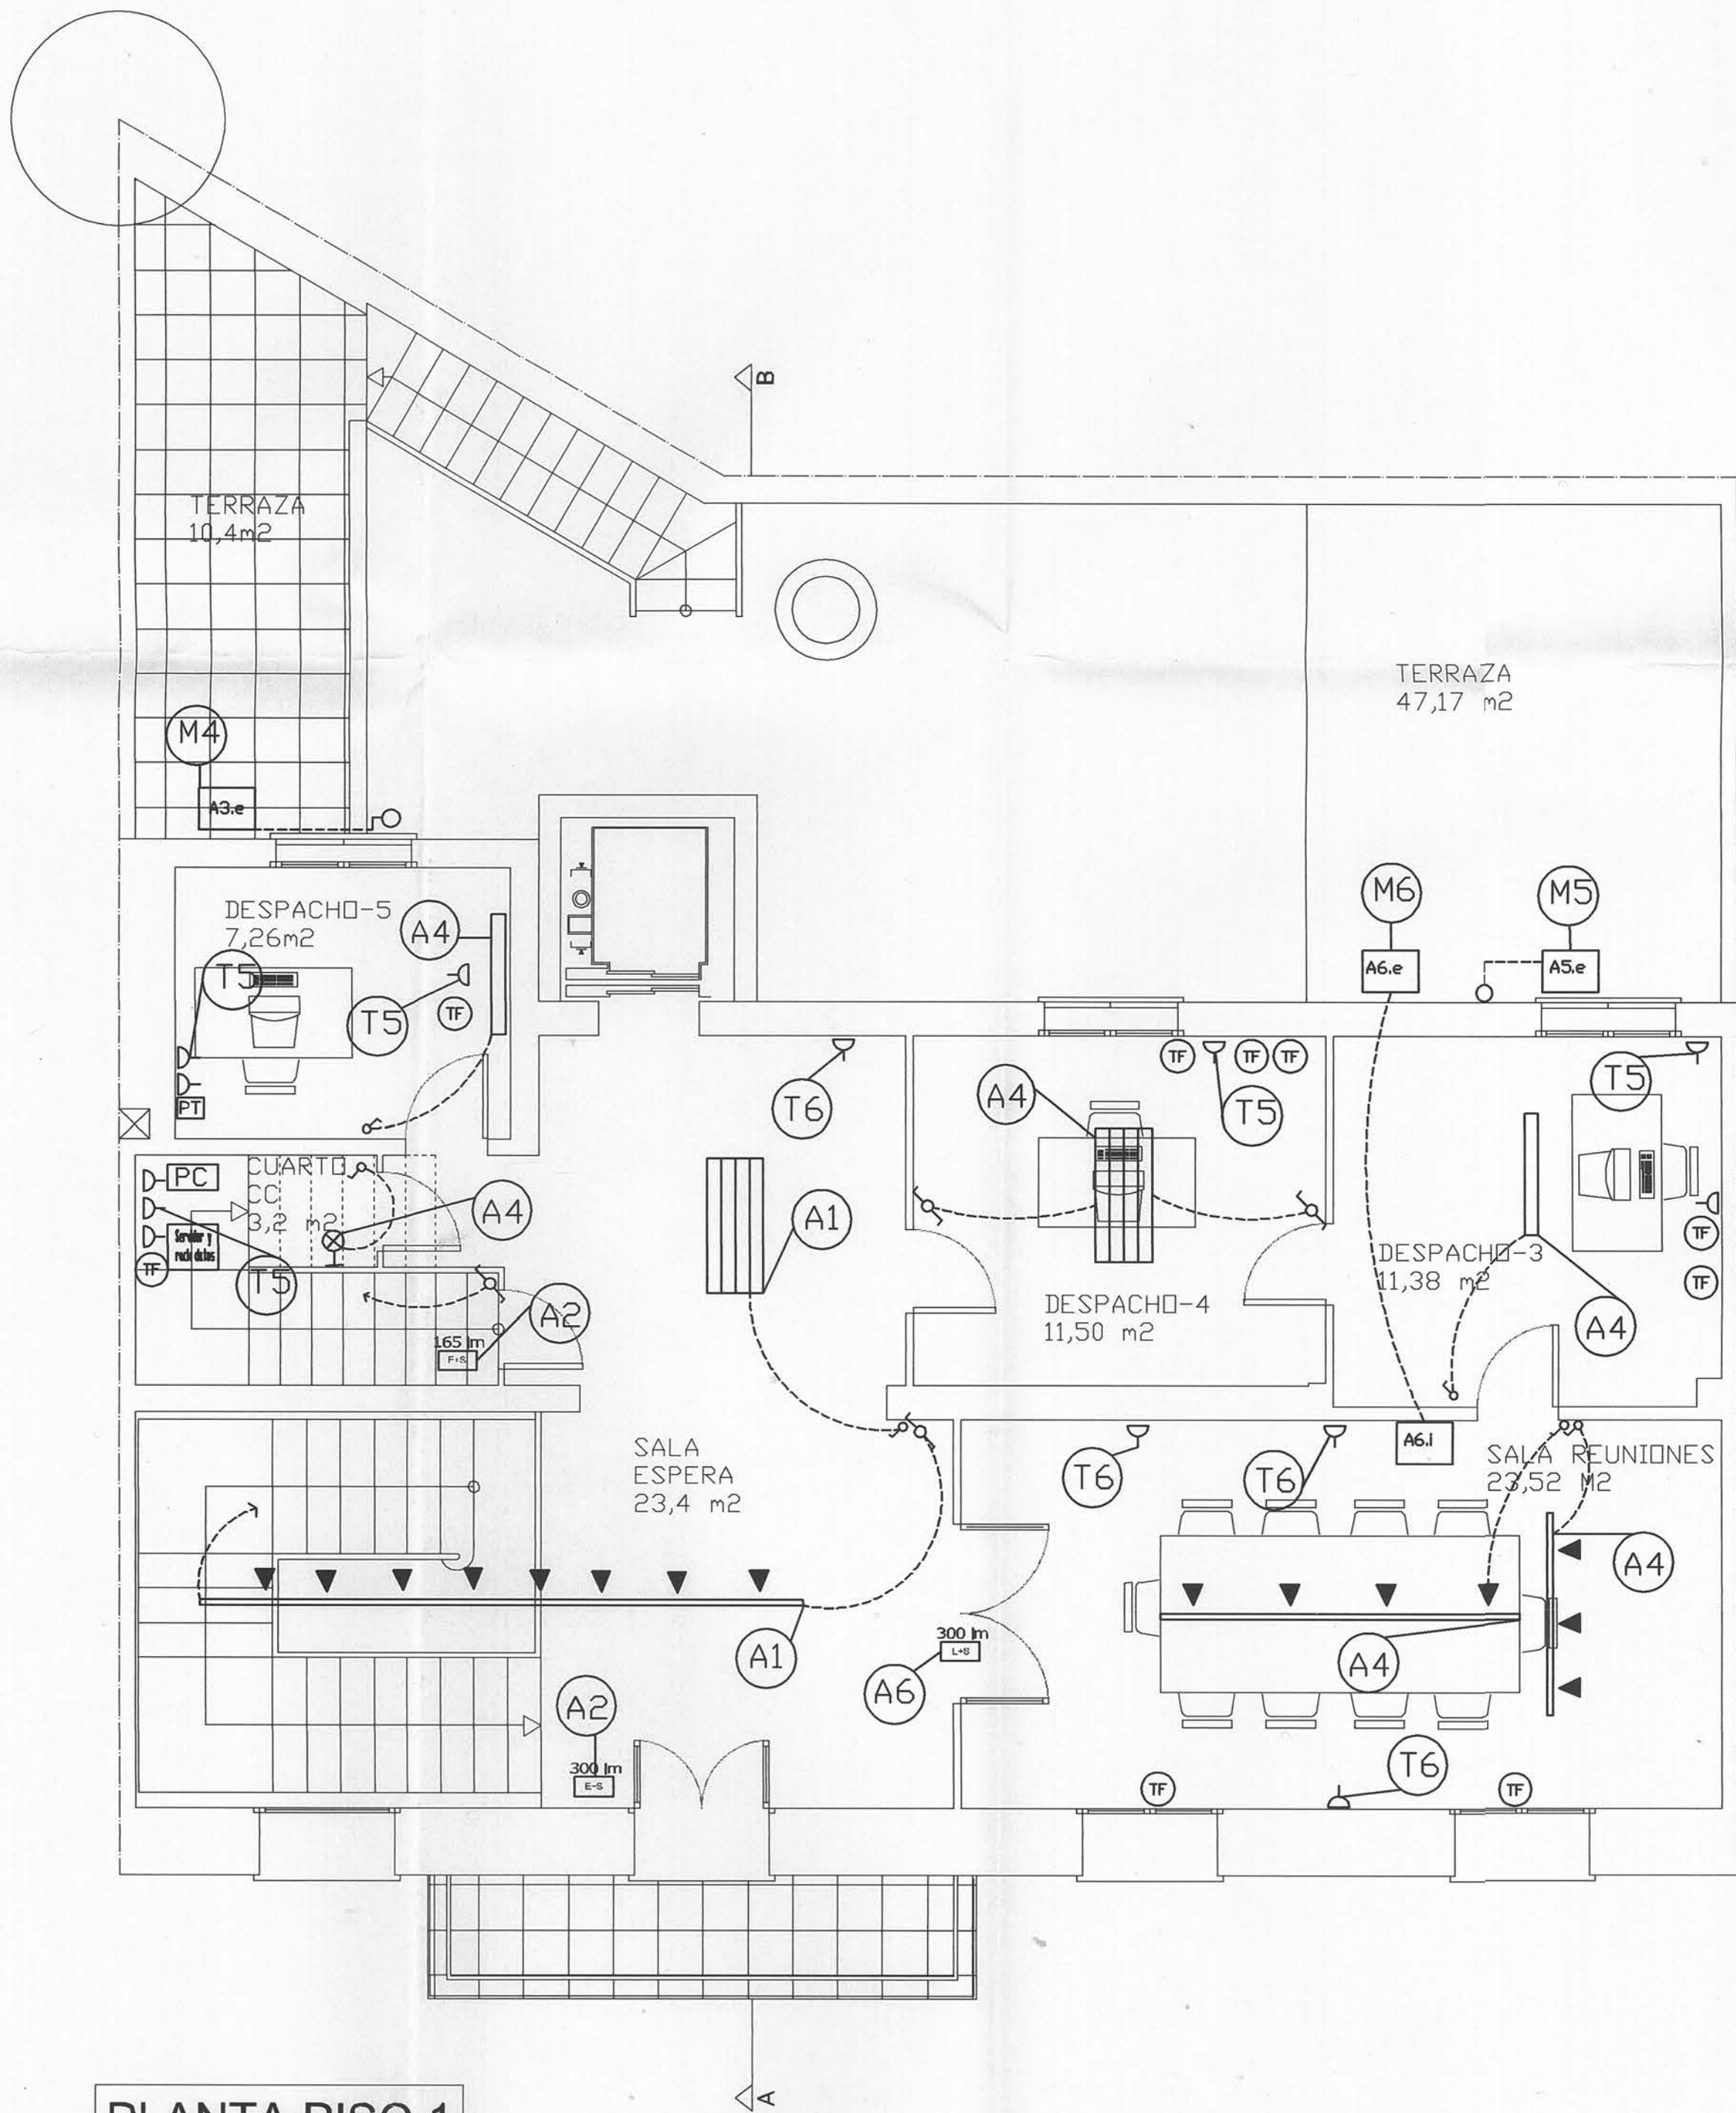 B
TERRAZA
10,4m2
TERRAZA
47,17 m2
M4
A3.e
M6
M5
A6.e
A5.e
DESPACHO-5
7,26m2
A4
T5
T5
TF
PT
T6
TF
TF
TF
A4
T5
T5
CUARTO
CC
3,2 m2
PC
A4
Servidor y
rack datos
TF
T5
A1
TF
TF
DESPACHO-3
11,38 m2
DESPACHO-4
11,50 m2
A4
A2
165 lm
SALA
ESPERA
23,4 m2
T6
T6
A6.i
SALA REUNIONES
23,52 M2
A4
A1
A4
300 lm
L+S
A6
A2
300 lm
E-S
T6
TF
TF
A
PLANTA PISO 1